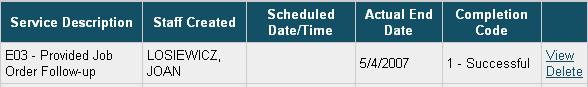 Service Description Staff Created Scheduled Date/Time Actual End Date Completion Code
E03 - Provided Job Order Follow-up LOSIEWICZ, JOAN 5/4/2007 1 - Successful View
Delete